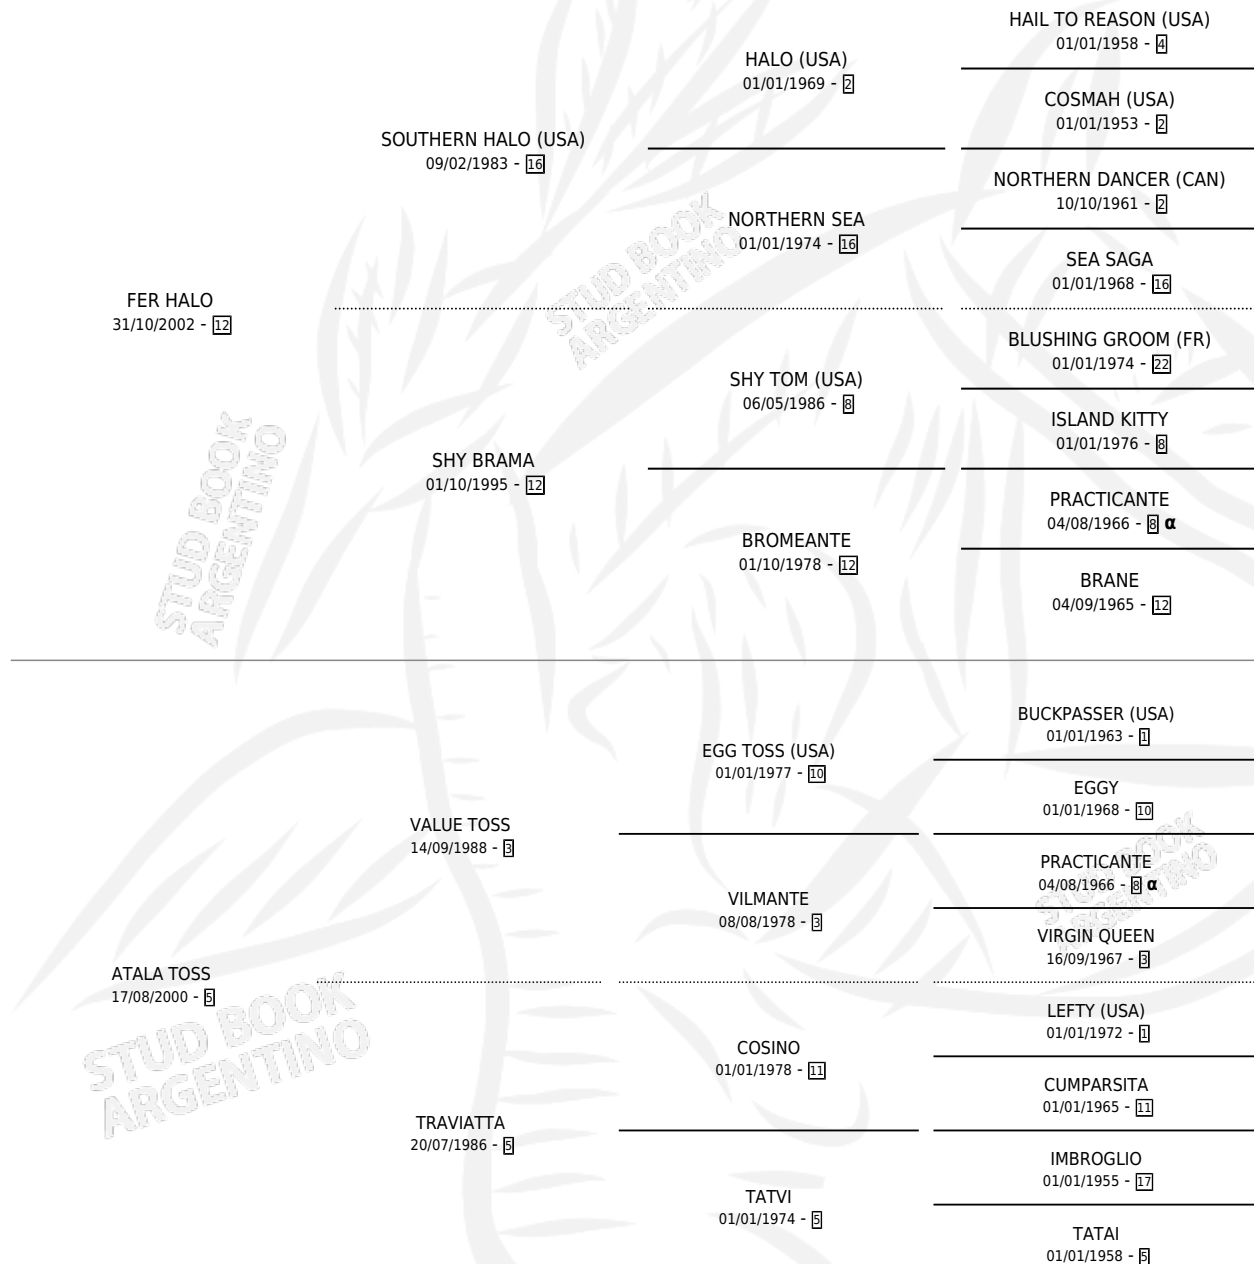 HAIL TO REASON (USA)
01/01/1958 - 4
HALO (USA)
01/01/1969 - 2
COSMAH (USA)
01/01/1953 - 2
SOUTHERN HALO (USA)
09/02/1983 - 16
NORTHERN DANCER (CAN)
10/10/1961 - 2
NORTHERN SEA
01/01/1974 - 16
SEA SAGA
01/01/1968 - 16
FER HALO
31/10/2002 - 12
BLUSHING GROOM (FR)
01/01/1974 - 22
SHY TOM (USA)
06/05/1986 - 8
ISLAND KITTY
01/01/1976 - 8
SHY BRAMA
01/10/1995 - 12
PRACTICANTE
04/08/1966 - 8 α
BROMEANTE
01/10/1978 - 12
BRANE
04/09/1965 - 12
BUCKPASSER (USA)
01/01/1963 - 1
EGG TOSS (USA)
01/01/1977 - 10
EGGY
01/01/1968 - 10
VALUE TOSS
14/09/1988 - 3
PRACTICANTE
04/08/1966 - 8 α
VILMANTE
08/08/1978 - 3
VIRGIN QUEEN
16/09/1967 - 3
ATALA TOSS
17/08/2000 - 5
LEFTY (USA)
01/01/1972 - 1
COSINO
01/01/1978 - 11
CUMPARSITA
01/01/1965 - 11
TRAVIATTA
20/07/1986 - 5
IMBROGLIO
01/01/1955 - 17
TATVI
01/01/1974 - 5
TATAI
01/01/1958 - 5
STUD BOOK
ARGENTINO
STUD BOOK
ARGENTINO
STUD BOOK
ARGENTINO
STUD BOOK
ARGENTINO